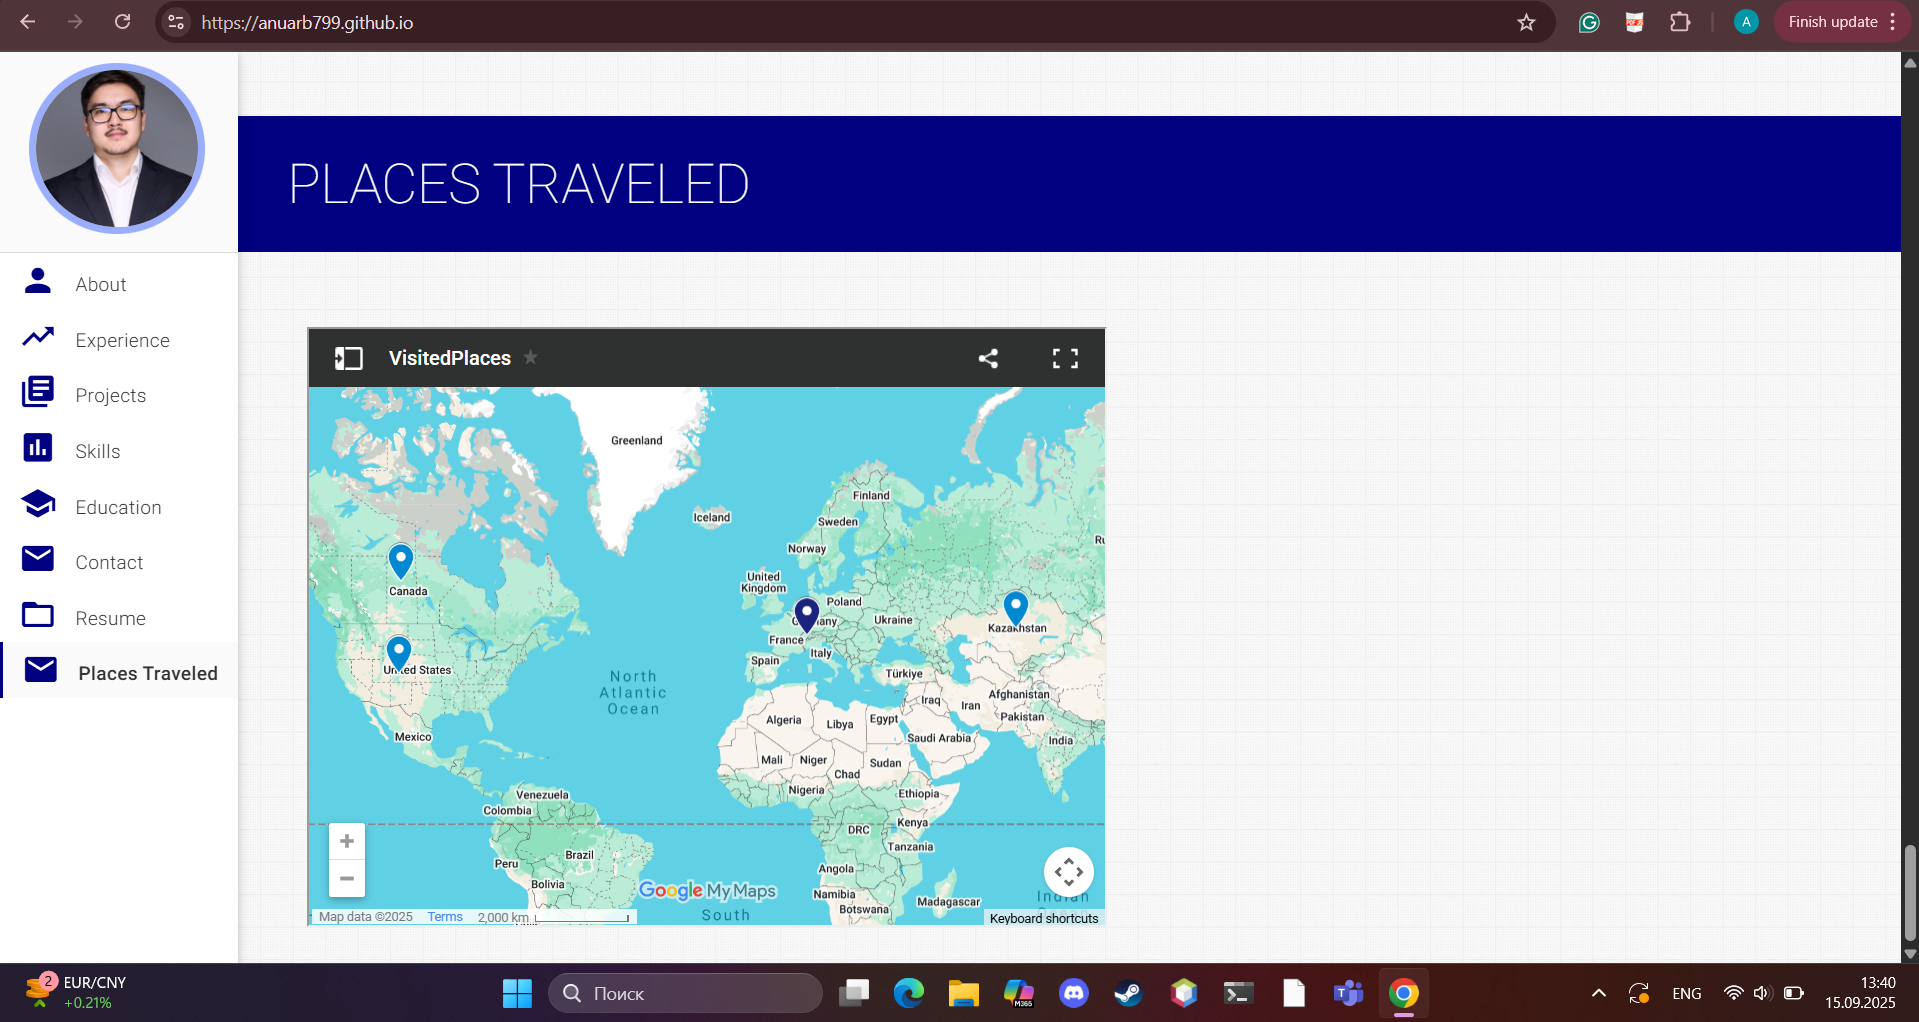 https://anuarb799.github.io
A
Finish update
PLACES TRAVELED
About
Experience
Projects
Skills
Education
Contact
Resume
Places Traveled
VisitedPlaces
Greenland
Iceland
Finland
Sweden
Norway
United
Kingdom
Poland
Ukraine
France
Italy
Spain
Türkiye
Kazakhstan
Canada
United States
Mexico
North
Atlantic
Ocean
Algeria
Libya
Egypt
Iraq
Iran
Afghanistan
Pakistan
India
Saudi Arabia
Mali
Niger
Chad
Sudan
Nigeria
Ethiopia
Venezuela
Colombia
DRC
Kenya
Tanzania
Brazil
Peru
Bolivia
Angola
Namibia
Botswana
Madagascar
Google My Maps
South
Map data ©2025 Terms 2,000 km
Keyboard shortcuts
2
EUR/CNY
+0.21%
Поиск
M365
ENG
13:40
15.09.2025